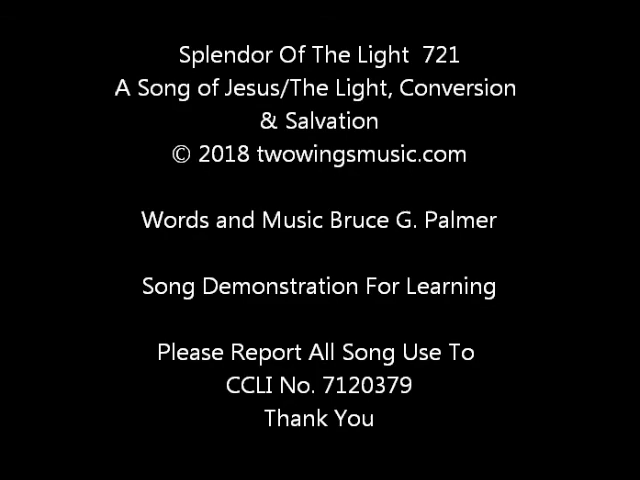 Splendor Of The Light  721
A Song of Jesus/The Light, Conversion
& Salvation
© 2018 twowingsmusic.com
Words and Music Bruce G. Palmer
Song Demonstration For Learning
Please Report All Song Use To
CCLI No. 7120379
Thank You